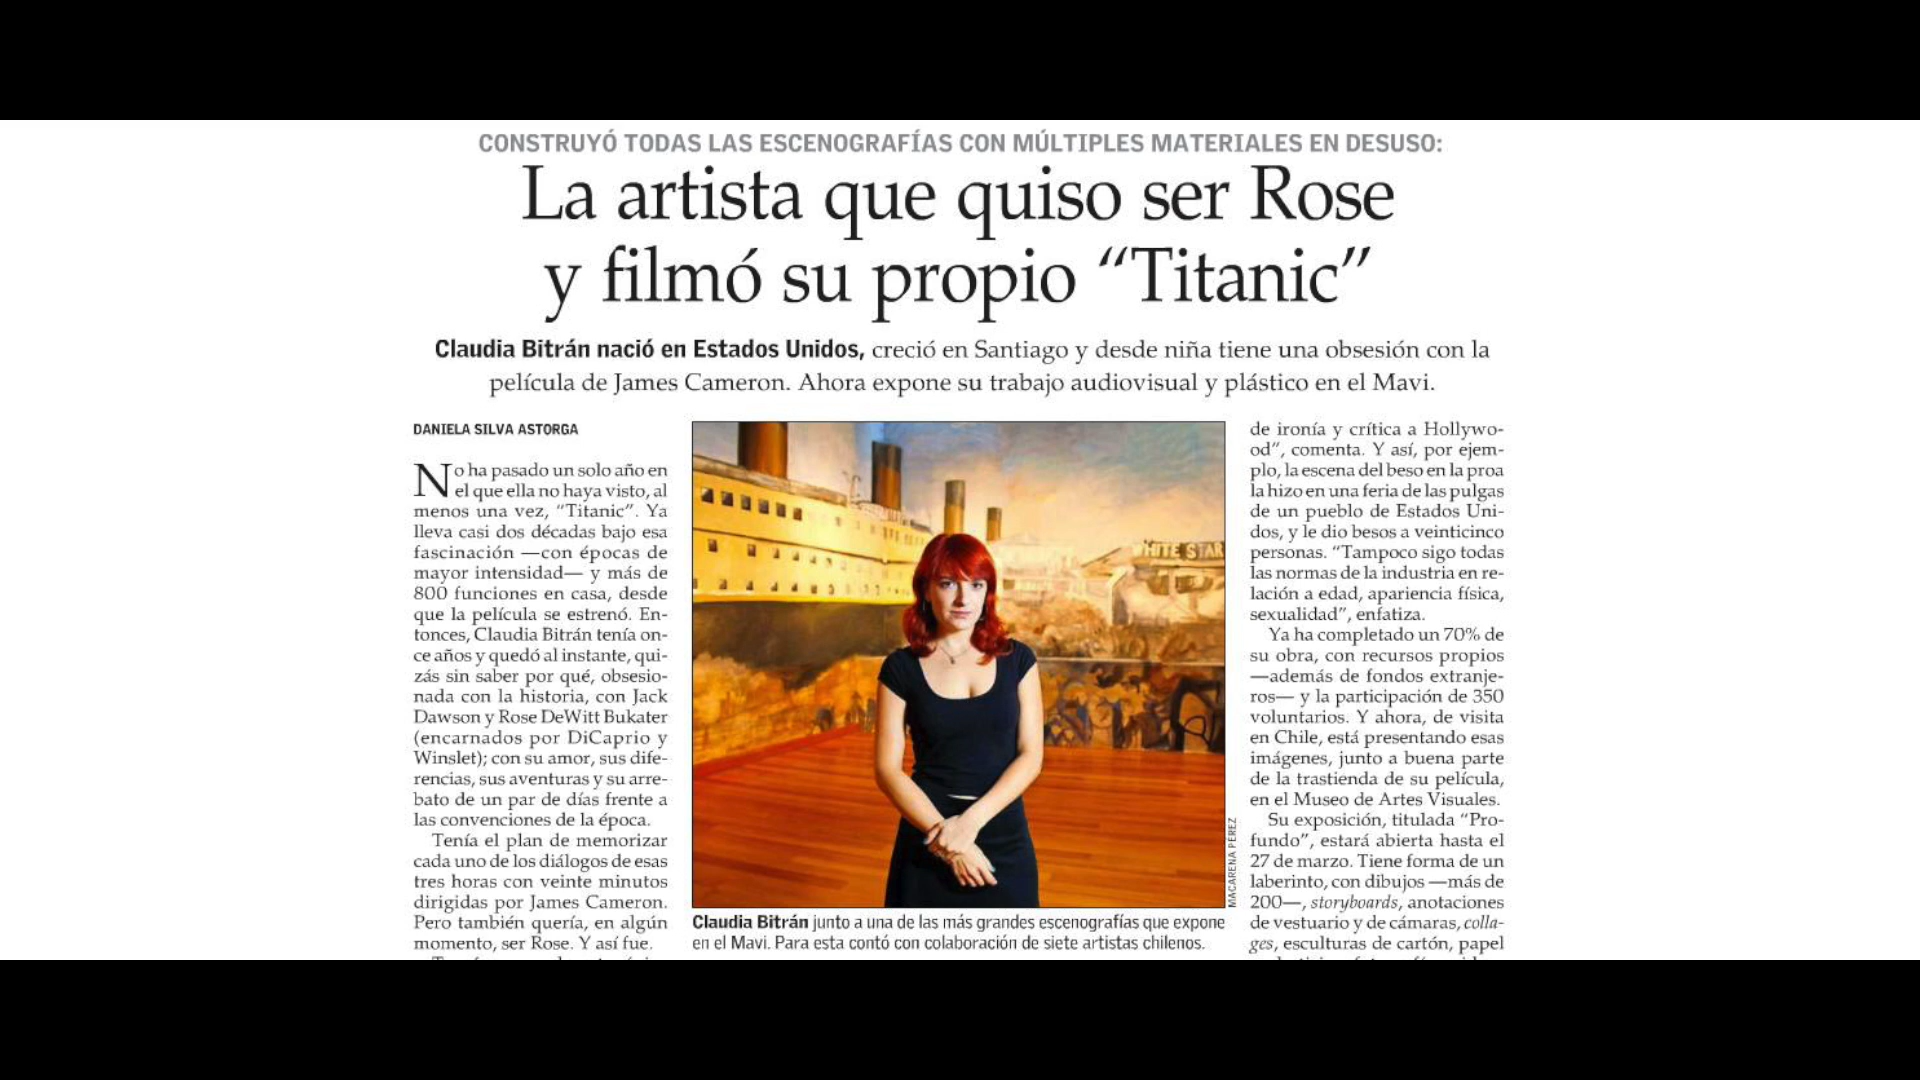 CONSTRUYÓ TODAS LAS ESCENOGRAFÍAS CON MÚLTIPLES MATERIALES EN DESUSO:
La artista que quiso ser Rose
y filmó su propio “Titanic”
Claudia Bitrán nació en Estados Unidos, creció en Santiago y desde niña tiene una obsesión con la
película de James Cameron. Ahora expone su trabajo audiovisual y plástico en el Mavi.
DANIELA SILVA ASTORGA
No ha pasado un solo año en
el que ella no haya visto, al
menos una vez, “Titanic”. Ya
lleva casi dos décadas bajo esa
fascinación —con épocas de
mayor intensidad— y más de
800 funciones en casa, desde
que la película se estrenó. En-
tonces, Claudia Bitrán tenía on-
ce años y quedó al instante, qui-
zás sin saber por qué, obsesio-
nada con la historia, con Jack
Dawson y Rose DeWitt Bukater
(encarnados por DiCaprio y
Winslet); con su amor, sus dife-
rencias, sus aventuras y su arre-
bato de un par de días frente a
las convenciones de la época.
Tenía el plan de memorizar
cada uno de los diálogos de esas
tres horas con veinte minutos
dirigidas por James Cameron.
Pero también quería, en algún
momento, ser Rose. Y así fue.
WHITE STAR
MACARENA PÉREZ
Claudia Bitrán junto a una de las más grandes escenografías que expone
en el Mavi. Para esta contó con colaboración de siete artistas chilenos.
de ironía y crítica a Hollywo-
od”, comenta. Y así, por ejem-
plo, la escena del beso en la proa
la hizo en una feria de las pulgas
de un pueblo de Estados Uni-
dos, y le dio besos a veinticinco
personas. “Tampoco sigo todas
las normas de la industria en re-
lación a edad, apariencia física,
sexualidad”, enfatiza.
Ya ha completado un 70% de
su obra, con recursos propios
—además de fondos extranje-
ros— y la participación de 350
voluntarios. Y ahora, de visita
en Chile, está presentando esas
imágenes, junto a buena parte
de la trastienda de su película,
en el Museo de Artes Visuales.
Su exposición, titulada “Pro-
fundo”, estará abierta hasta el
27 de marzo. Tiene forma de un
laberinto, con dibujos —más de
200—, storyboards, anotaciones
de vestuario y de cámaras, colla-
ges, esculturas de cartón, papel